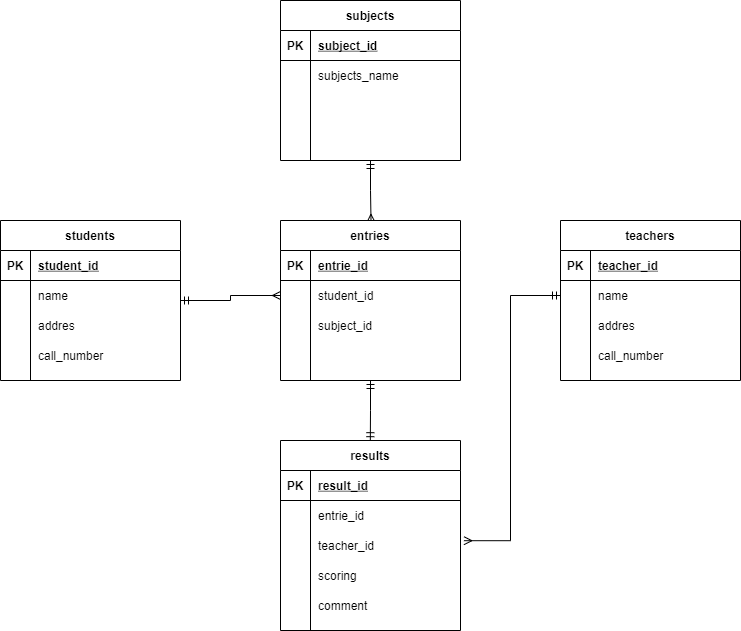 subjects
PK subject_id
subjects_name
students
PK student_id
name
addres
call_number
entries
PK entrie_id
student_id
subject_id
teachers
PK teacher_id
name
addres
call_number
results
PK result_id
entrie_id
teacher_id
scoring
comment